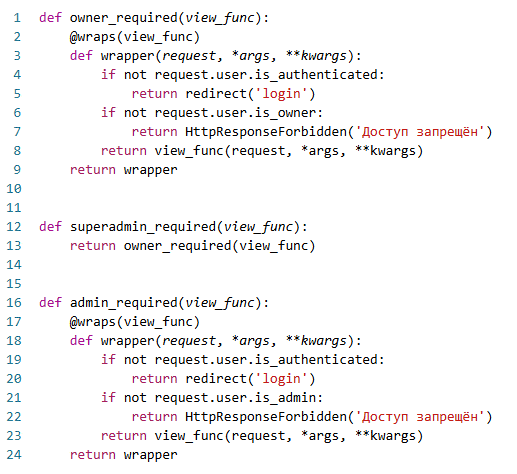 1 def owner_required(view_func):
2     @wraps(view_func)
3     def wrapper(request, *args, **kwargs):
4         if not request.user.is_authenticated:
5             return redirect('login')
6         if not request.user.is_owner:
7             return HttpResponseForbidden('Доступ запрещён')
8         return view_func(request, *args, **kwargs)
9     return wrapper
10
11
12 def superadmin_required(view_func):
13     return owner_required(view_func)
14
15
16 def admin_required(view_func):
17     @wraps(view_func)
18     def wrapper(request, *args, **kwargs):
19         if not request.user.is_authenticated:
20             return redirect('login')
21         if not request.user.is_admin:
22             return HttpResponseForbidden('Доступ запрещён')
23         return view_func(request, *args, **kwargs)
24     return wrapper